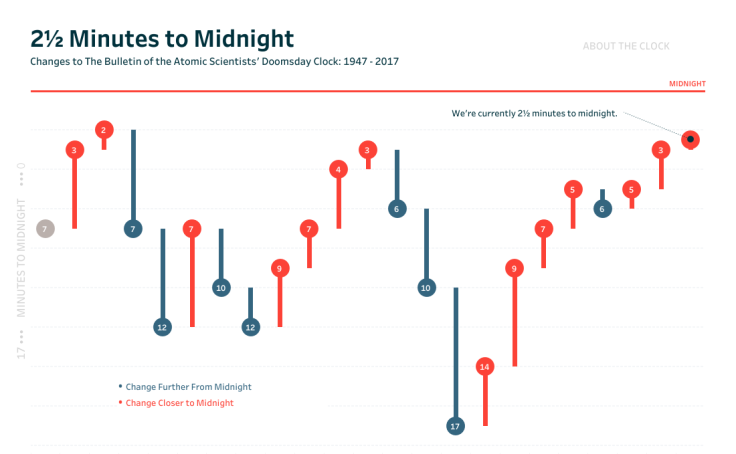 2½ Minutes to Midnight
ABOUT THE CLOCK
Changes to The Bulletin of the Atomic Scientists' Doomsday Clock: 1947 - 2017
MIDNIGHT
We're currently 2½ minutes to midnight.
17 ••• MINUTES TO MIDNIGHT ••• 0
7
3
2
7
12
7
10
12
9
7
4
3
6
10
17
14
9
7
5
6
5
3
• Change Further From Midnight
• Change Closer to Midnight